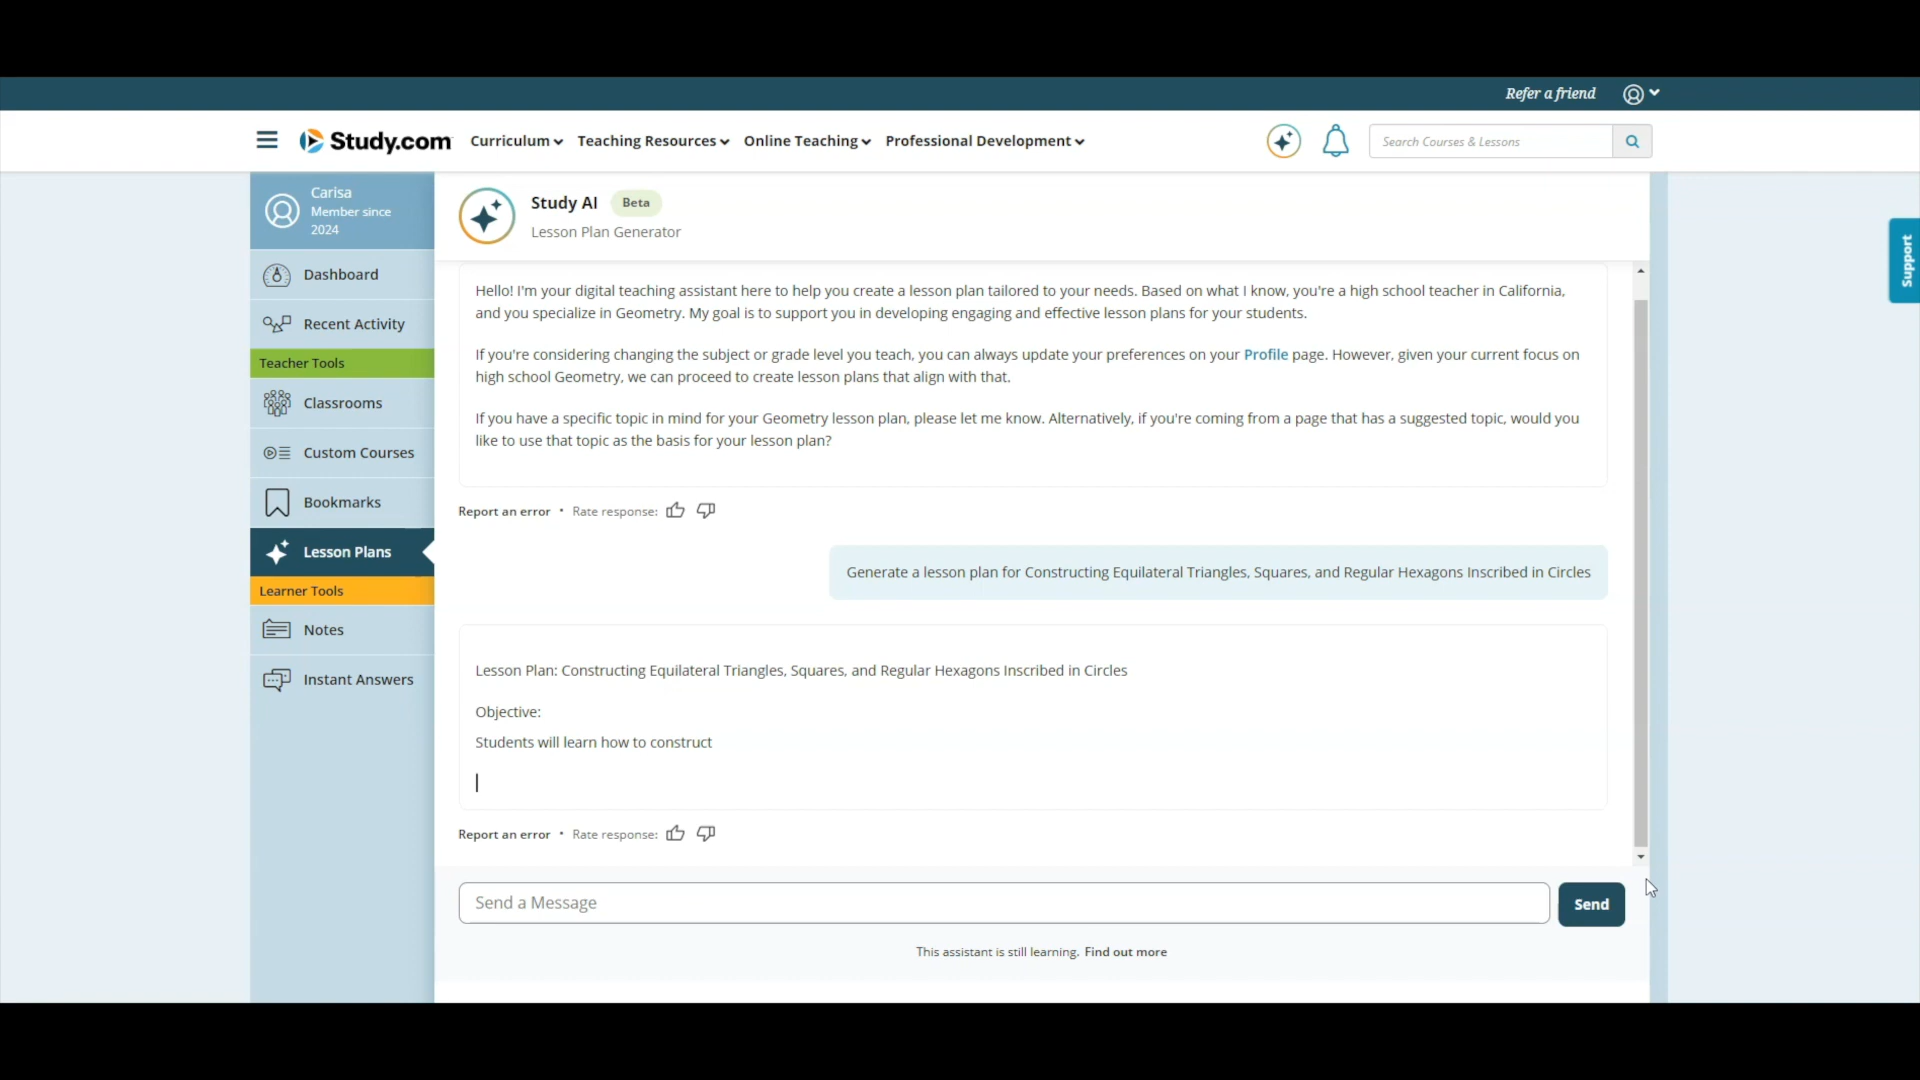 Refer a friend
Study.com
Curriculum
Teaching Resources
Online Teaching
Professional Development
Search Courses & Lessons
Carisa
Member since
2024
Dashboard
Recent Activity
Teacher Tools
Classrooms
Custom Courses
Bookmarks
Lesson Plans
Learner Tools
Notes
Instant Answers
Study AI
Beta
Lesson Plan Generator
Hello! I'm your digital teaching assistant here to help you create a lesson plan tailored to your needs. Based on what I know, you're a high school teacher in California,
and you specialize in Geometry. My goal is to support you in developing engaging and effective lesson plans for your students.
If you're considering changing the subject or grade level you teach, you can always update your preferences on your Profile page. However, given your current focus on
high school Geometry, we can proceed to create lesson plans that align with that.
If you have a specific topic in mind for your Geometry lesson plan, please let me know. Alternatively, if you're coming from a page that has a suggested topic, would you
like to use that topic as the basis for your lesson plan?
Report an error • Rate response:
Generate a lesson plan for Constructing Equilateral Triangles, Squares, and Regular Hexagons Inscribed in Circles
Lesson Plan: Constructing Equilateral Triangles, Squares, and Regular Hexagons Inscribed in Circles
Objective:
Students will learn how to construct
Report an error • Rate response:
Send a Message
Send
This assistant is still learning. Find out more
Support